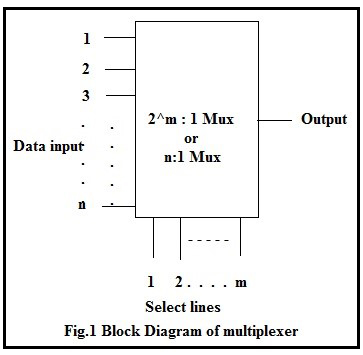 1
2
3
Data input
n
2^m : 1 Mux
or
n:1 Mux
Output
1 2 . . . . m
Select lines
Fig.1 Block Diagram of multiplexer